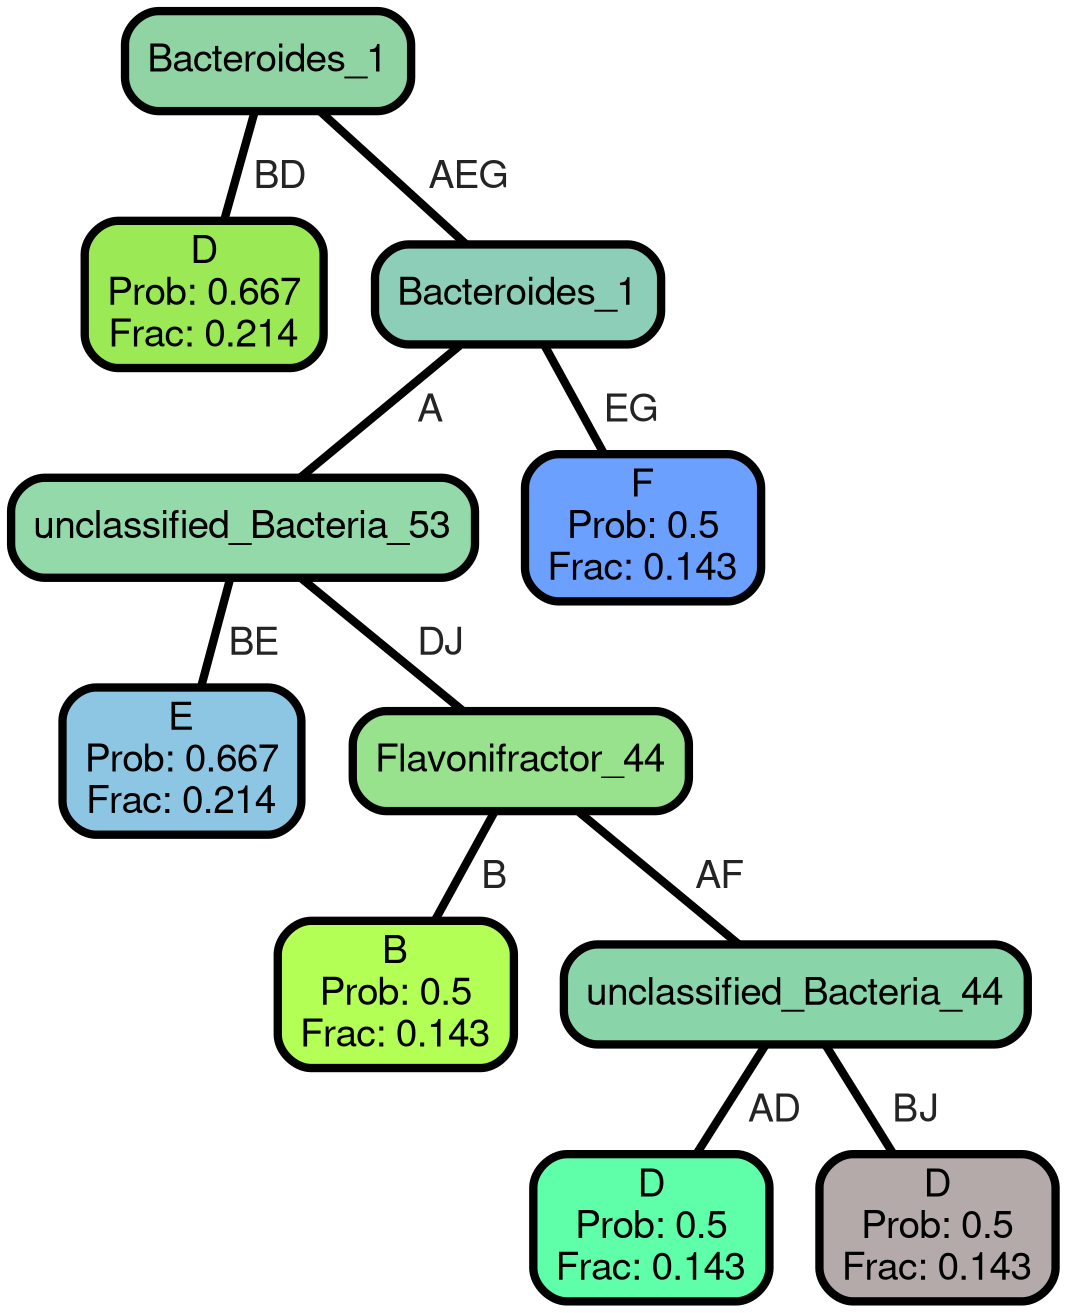 Bacteroides_1
BD
AEG
D
Prob: 0.667
Frac: 0.214
Bacteroides_1
A
EG
unclassified_Bacteria_53
F
Prob: 0.5
Frac: 0.143
BE
DJ
E
Prob: 0.667
Frac: 0.214
Flavonifractor_44
B
AF
B
Prob: 0.5
Frac: 0.143
unclassified_Bacteria_44
AD
BJ
D
Prob: 0.5
Frac: 0.143
D
Prob: 0.5
Frac: 0.143